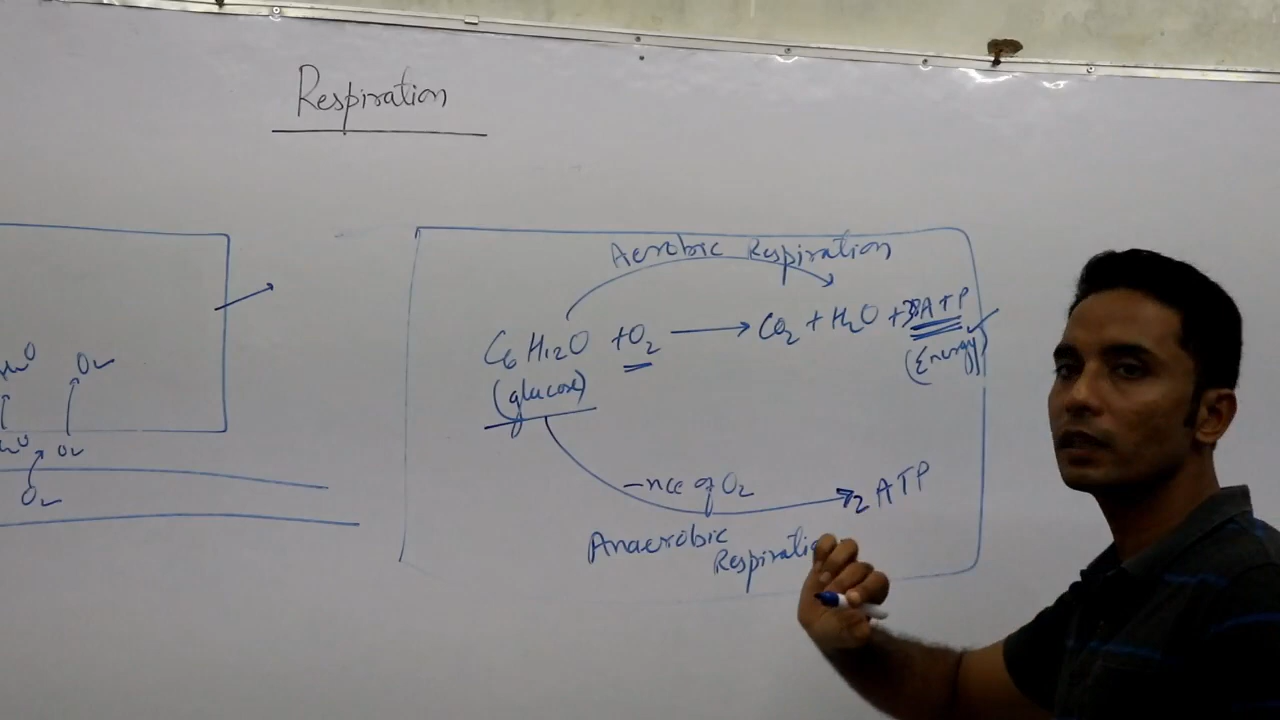 Respiration
Aerobic Respiration
C6H12O + O2 → CO2 + H2O + 38ATP
(glucose)
(Energy)
O2
O2
O2
-nce of O2
2 ATP
Anaerobic
Respiration